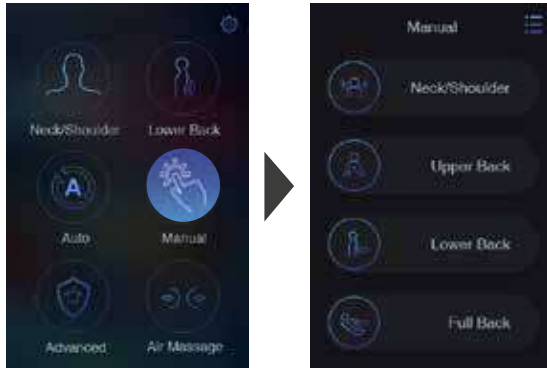 Neck/Shoulder
Lower Back
A
Auto
Manual
Advanced
Air Massage
Manual
Neck/Shoulder
Upper Back
Lower Back
Full Back